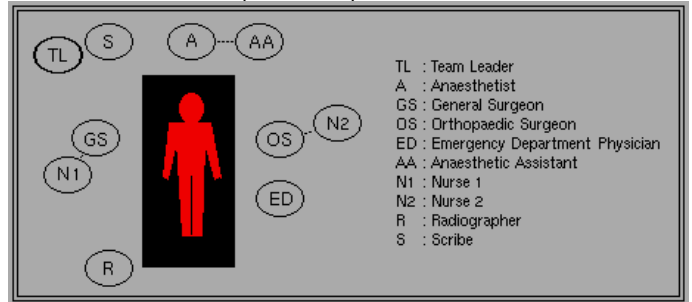 TL
S
A
AA
GS
N1
OS
N2
ED
R
TL : Team Leader
A : Anaesthetist
GS : General Surgeon
OS : Orthopaedic Surgeon
ED : Emergency Department Physician
AA : Anaesthetic Assistant
N1 : Nurse 1
N2 : Nurse 2
R : Radiographer
S : Scribe